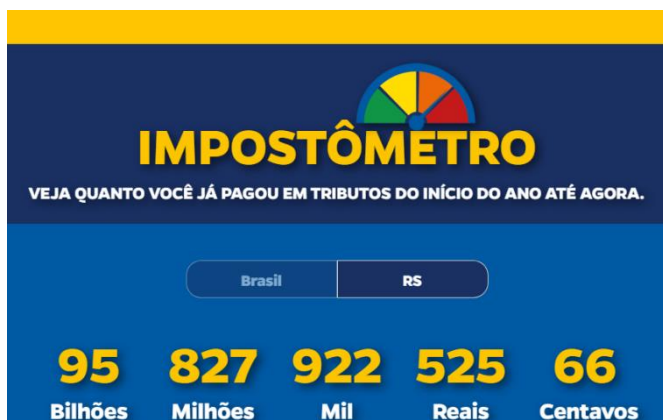 IMPOSTÔMETRO
VEJA QUANTO VOCÊ JÁ PAGOU EM TRIBUTOS DO INÍCIO DO ANO ATÉ AGORA.
Brasil RS
95 827 922 525 66
Bilhões Milhões Mil Reais Centavos